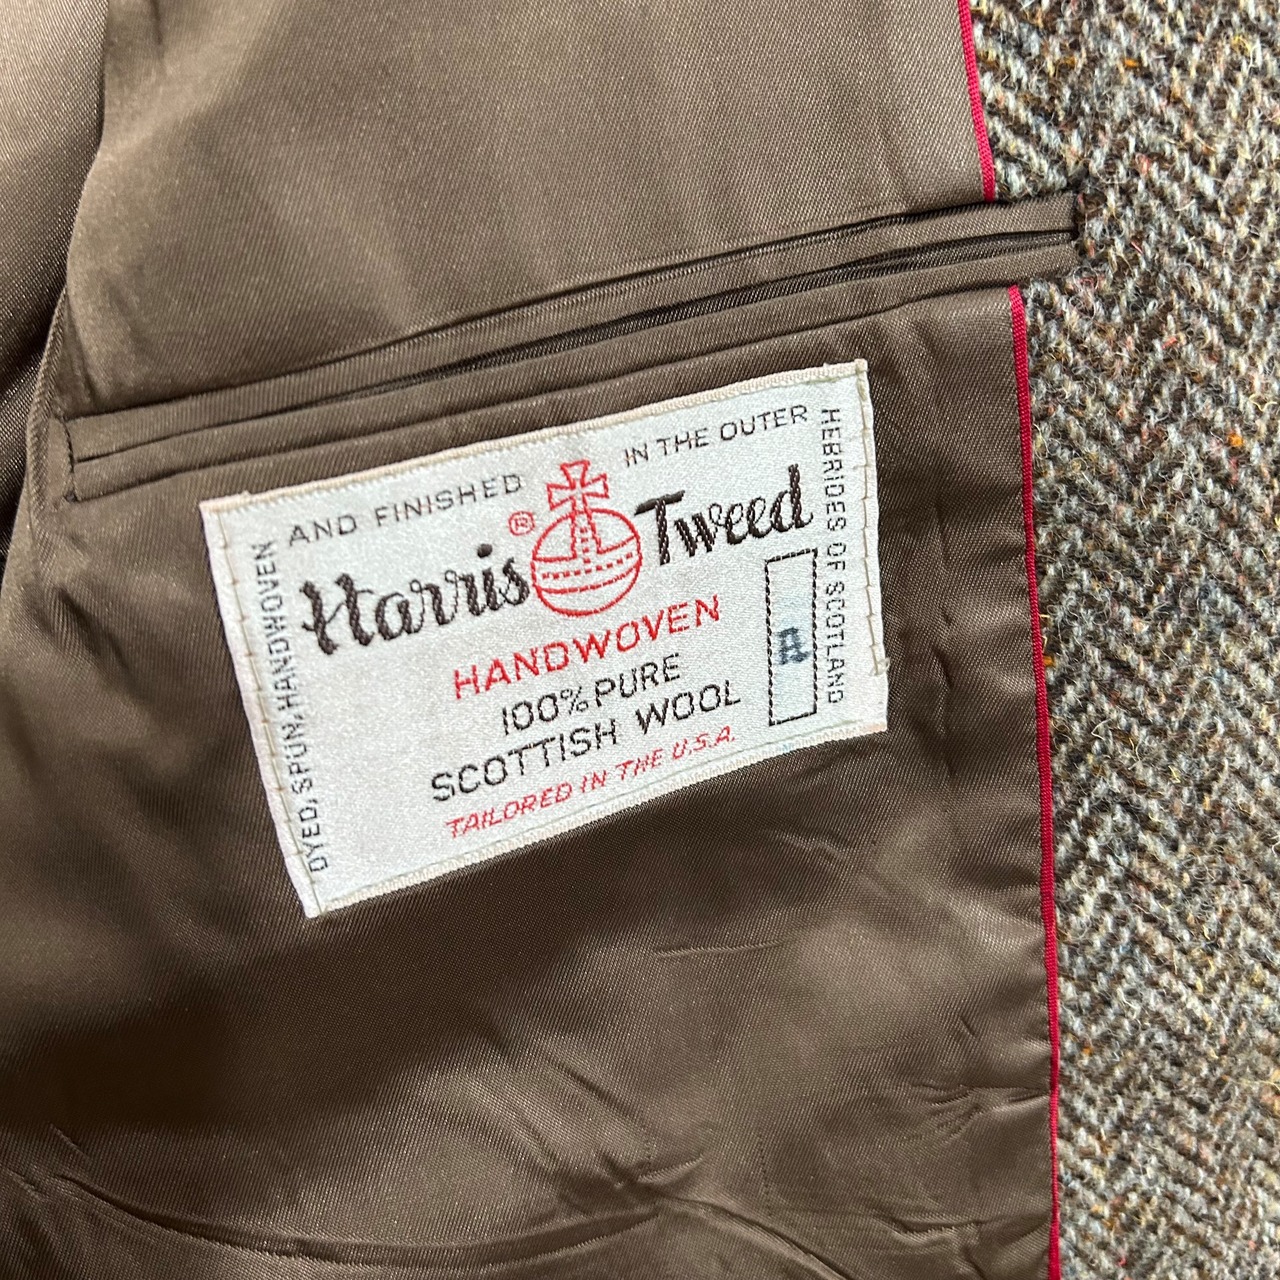 DYED, SPUN, HANDWOVEN
AND FINISHED
IN THE OUTER
HEBRIDES OF SCOTLAND
Harris ® Tweed
HANDWOVEN
100% PURE
SCOTTISH WOOL
TAILORED IN THE U.S.A.
A